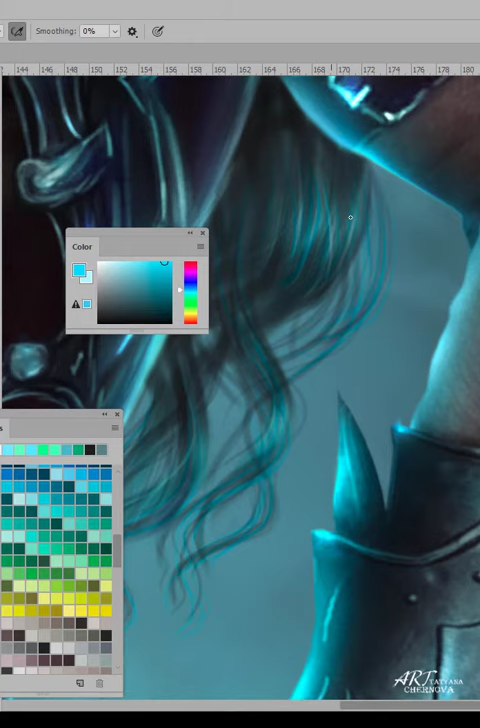 Smoothing: 0%
144 146 148 150 152 154 156 158 160 162 164 166 168 170 172 174 176 178 180
Color
ART TATYANA
CHERNOVA